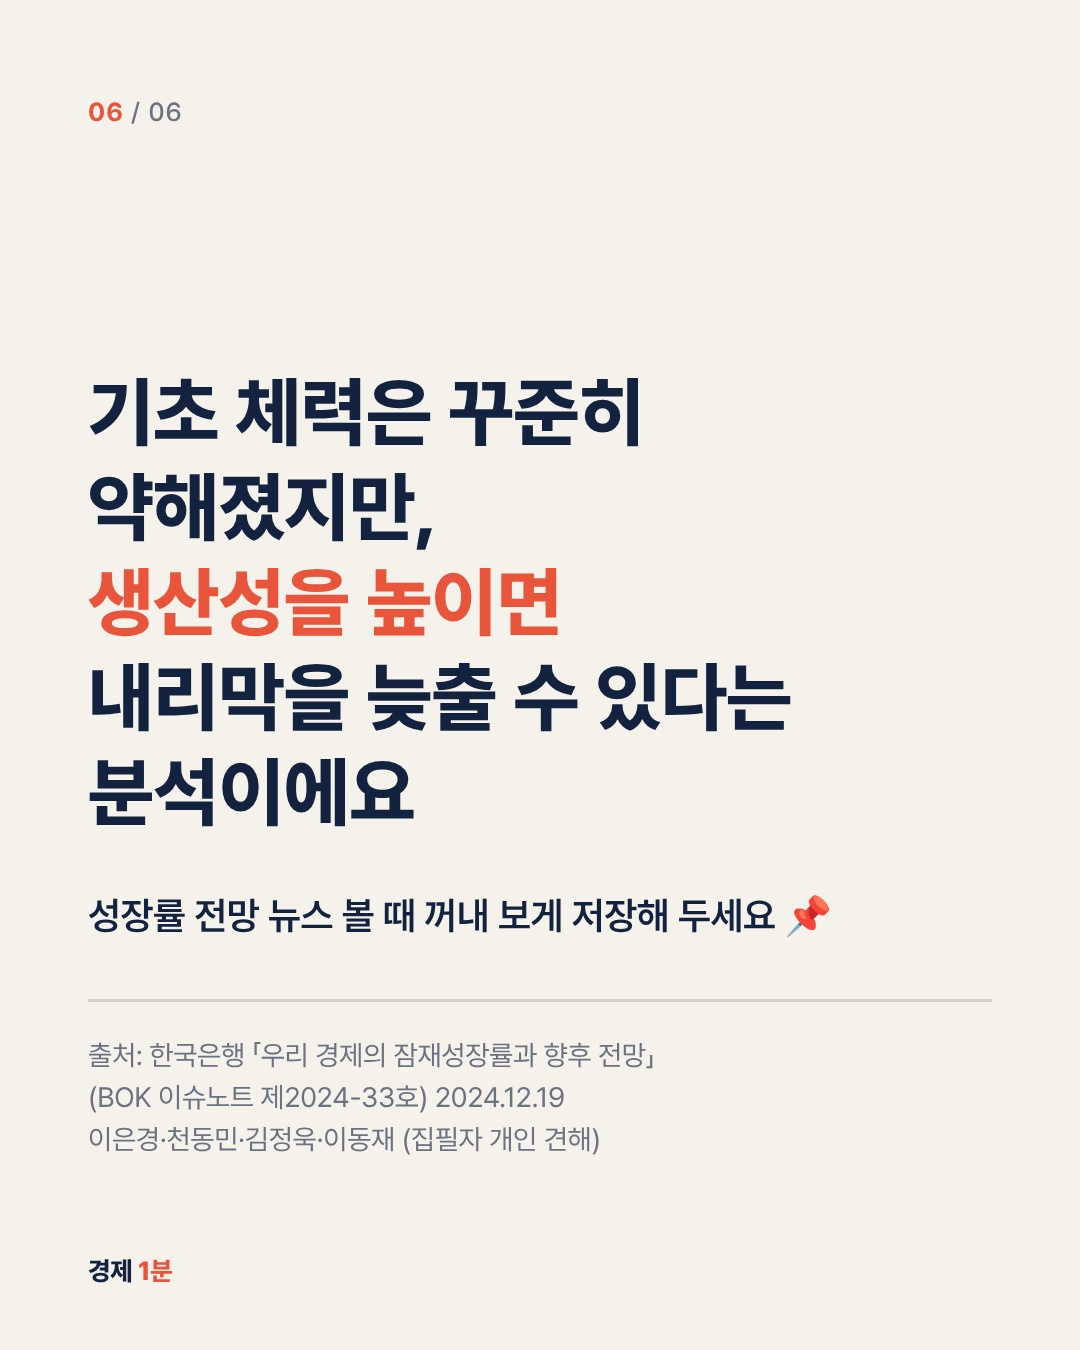 06 / 06
기초 체력은 꾸준히
약해졌지만,
생산성을 높이면
내리막을 늦출 수 있다는
분석이에요
성장률 전망 뉴스 볼 때 꺼내 보게 저장해 두세요 📌
출처: 한국은행 「우리 경제의 잠재성장률과 향후 전망」
(BOK 이슈노트 제2024-33호) 2024.12.19
이은경·천동민·김정욱·이동재 (집필자 개인 견해)
경제 1분